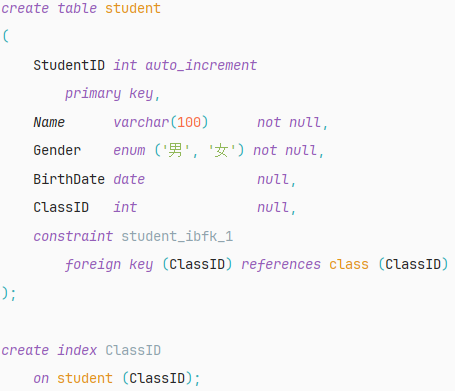 create table student
(
    StudentID int auto_increment
        primary key,
    Name      varchar(100)      not null,
    Gender    enum ('男', '女') not null,
    BirthDate date              null,
    ClassID   int               null,
    constraint student_ibfk_1
        foreign key (ClassID) references class (ClassID)
);

create index ClassID
    on student (ClassID);